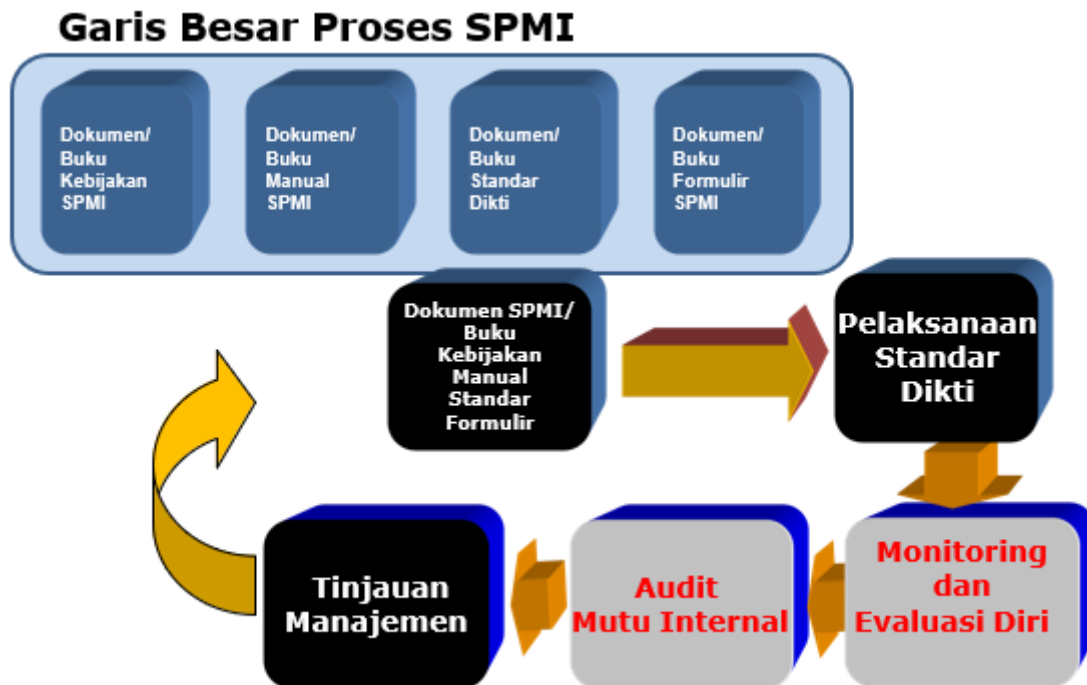 Garis Besar Proses SPMI
Dokumen/
Buku
Kebijakan
SPMI
Dokumen/
Buku
Manual
SPMI
Dokumen/
Buku
Standar
Dikti
Dokumen/
Buku
Formulir
SPMI
Dokumen SPMI/
Buku
Kebijakan
Manual
Standar
Formulir
Pelaksanaan
Standar
Dikti
Monitoring
dan
Evaluasi Diri
Audit
Mutu Internal
Tinjauan
Manajemen